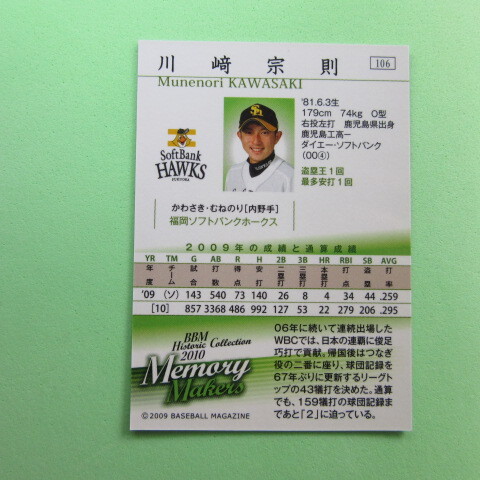 川﨑宗則
106
Munenori KAWASAKI
'81.6.3生
179cm 74kg O型
右投左打 鹿児島県出身
鹿児島工高-
ダイエー・ソフトバンク
(00④)
盗塁王1回
最多安打1回
SoftBank
HAWKS
FUKUOKA
かわさき・むねのり[内野手]
福岡ソフトバンクホークス
2009年の成績と通算成績
YR TM G AB R H 2B 3B HR RBI SH SB AVG
年度 チーム 試合 打数 得点 安打 二塁打 三塁打 本塁打 打点 犠打 盗塁 打率
'09 (ソ) 143 540 73 140 26 8 4 34 44 44 .259
[10] 857 3368 486 992 127 53 22 279 206 206 .295
BBM
Historic Collection
2010
Memory
Makers
©2009 BASEBALL MAGAZINE
06年に続いて連続出場した
WBCでは、日本の連覇に俊足
巧打で貢献。帰国後はつなぎ
役の二番に座り、球団記録を
67年ぶりに更新するリーグト
ップの43犠打を決めた。通算
でも、159犠打の球団記録ま
であと「2」に迫っている。